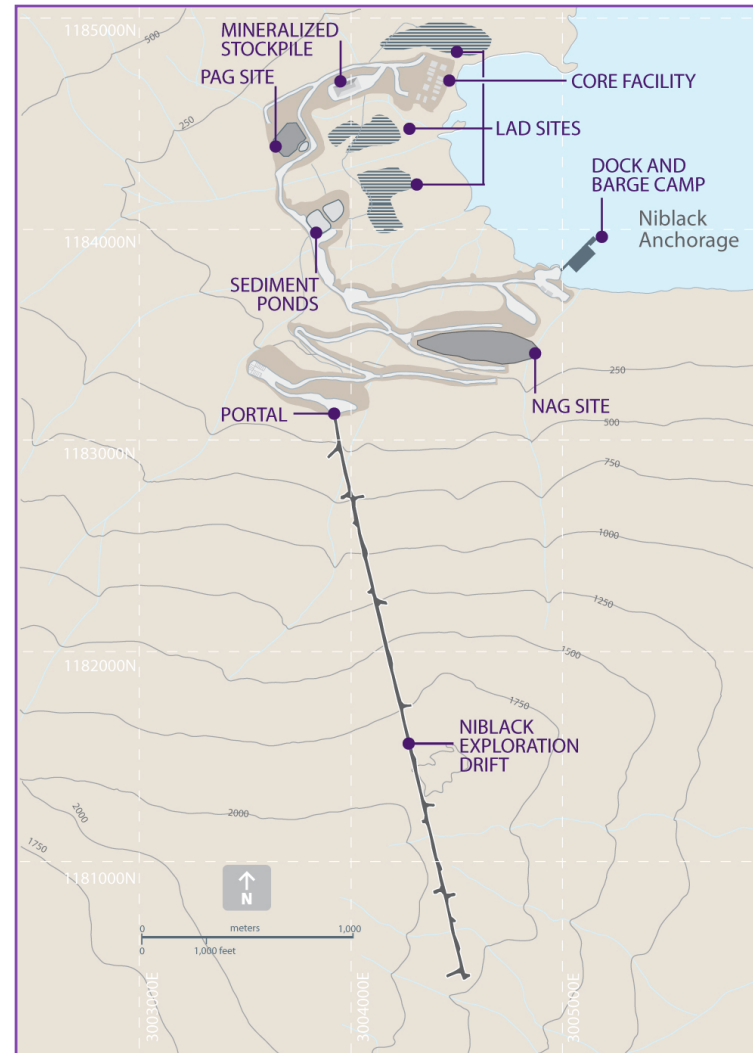 1185000N
500
MINERALIZED
STOCKPILE
PAG SITE
CORE FACILITY
250
LAD SITES
DOCK AND
BARGE CAMP
Niblack
Anchorage
1184000N
SEDIMENT
PONDS
250
NAG SITE
PORTAL
500
1183000N
750
1000
1250
1182000N
1500
1750
NIBLACK
EXPLORATION
DRIFT
2000
2000
1750
1181000N
N
0 meters 1,000
0 1,000 feet
3003000E
3004000E
3005000E